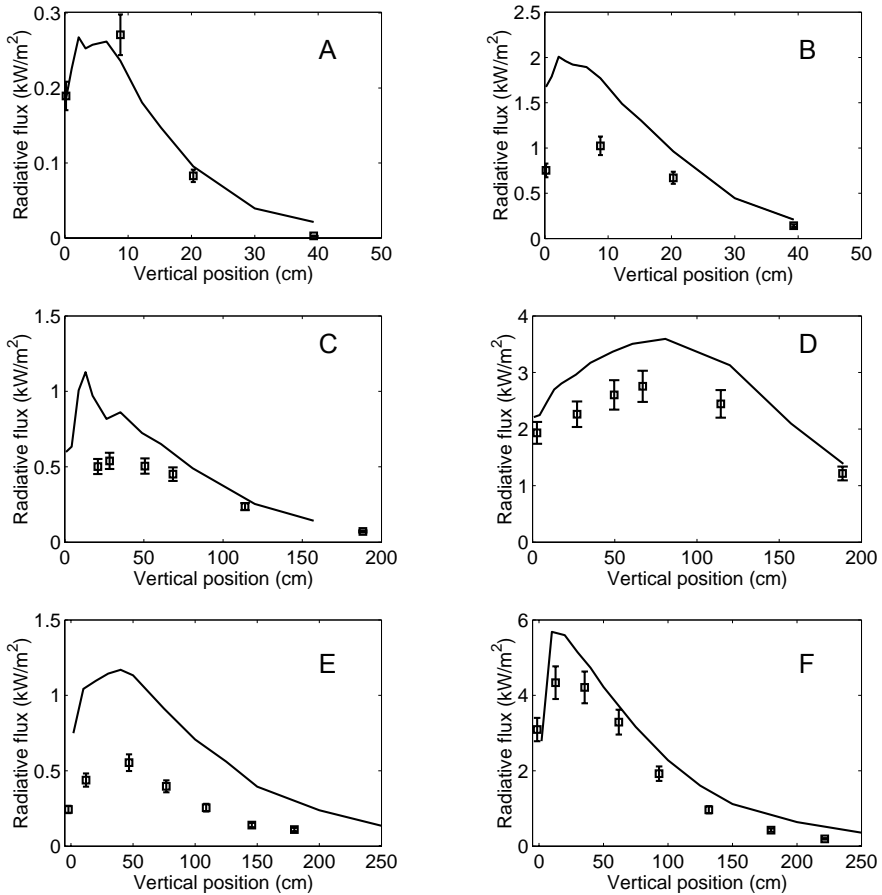 A
Radiative flux (kW/m²)
0.3
0.2
0.1
0
0 10 20 30 40 50
Vertical position (cm)
B
Radiative flux (kW/m²)
2.5
2
1.5
1
0.5
0
0 10 20 30 40 50
Vertical position (cm)
C
Radiative flux (kW/m²)
1.5
1
0.5
0
0 50 100 150 200
Vertical position (cm)
D
Radiative flux (kW/m²)
4
3
2
1
0
0 50 100 150 200
Vertical position (cm)
E
Radiative flux (kW/m²)
1.5
1
0.5
0
0 50 100 150 200 250
Vertical position (cm)
F
Radiative flux (kW/m²)
6
4
2
0
0 50 100 150 200 250
Vertical position (cm)